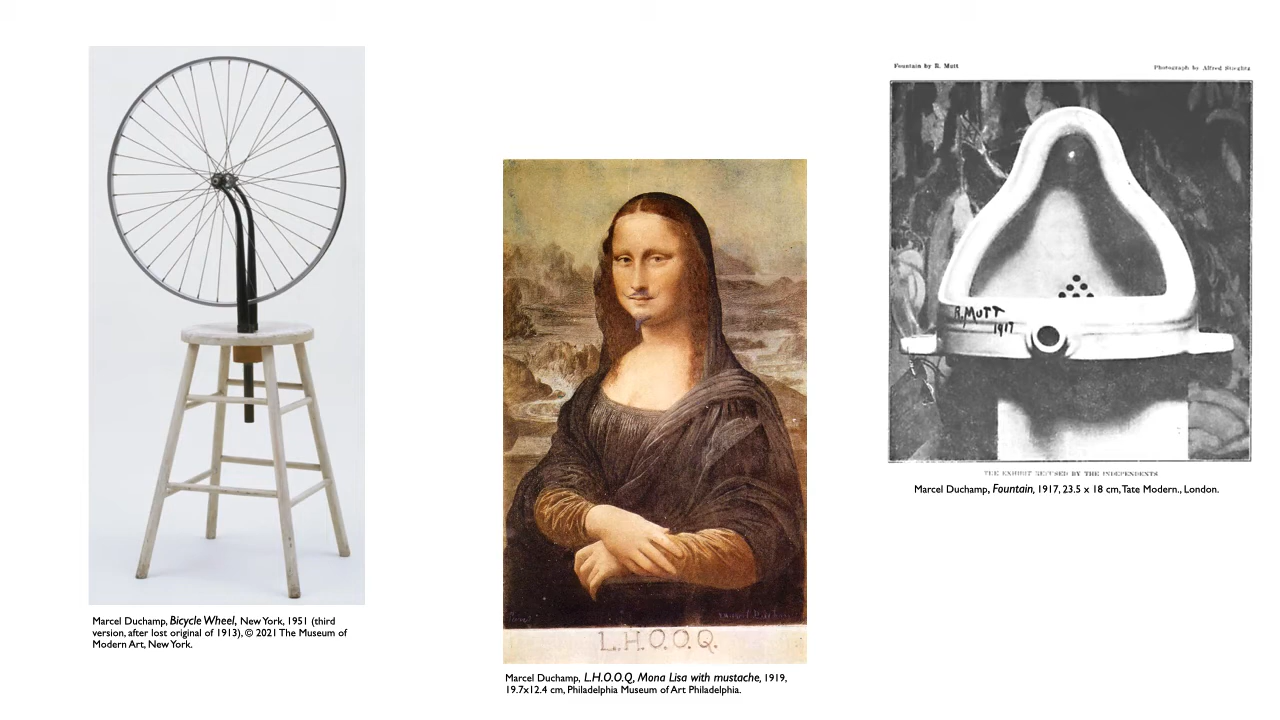 Marcel Duchamp, Bicycle Wheel, New York, 1951 (third
version, after lost original of 1913), © 2021 The Museum of
Modern Art, New York.
L.H.O.O.Q.
Marcel Duchamp, L.H.O.O.Q, Mona Lisa with mustache, 1919,
19.7x12.4 cm, Philadelphia Museum of Art Philadelphia.
Fountain by R. Mutt
Photograph by Alfred Stieglitz
R.MUTT
1917
THE EXHIBIT REFUSED BY THE INDEPENDENTS
Marcel Duchamp, Fountain, 1917, 23.5 x 18 cm, Tate Modern., London.